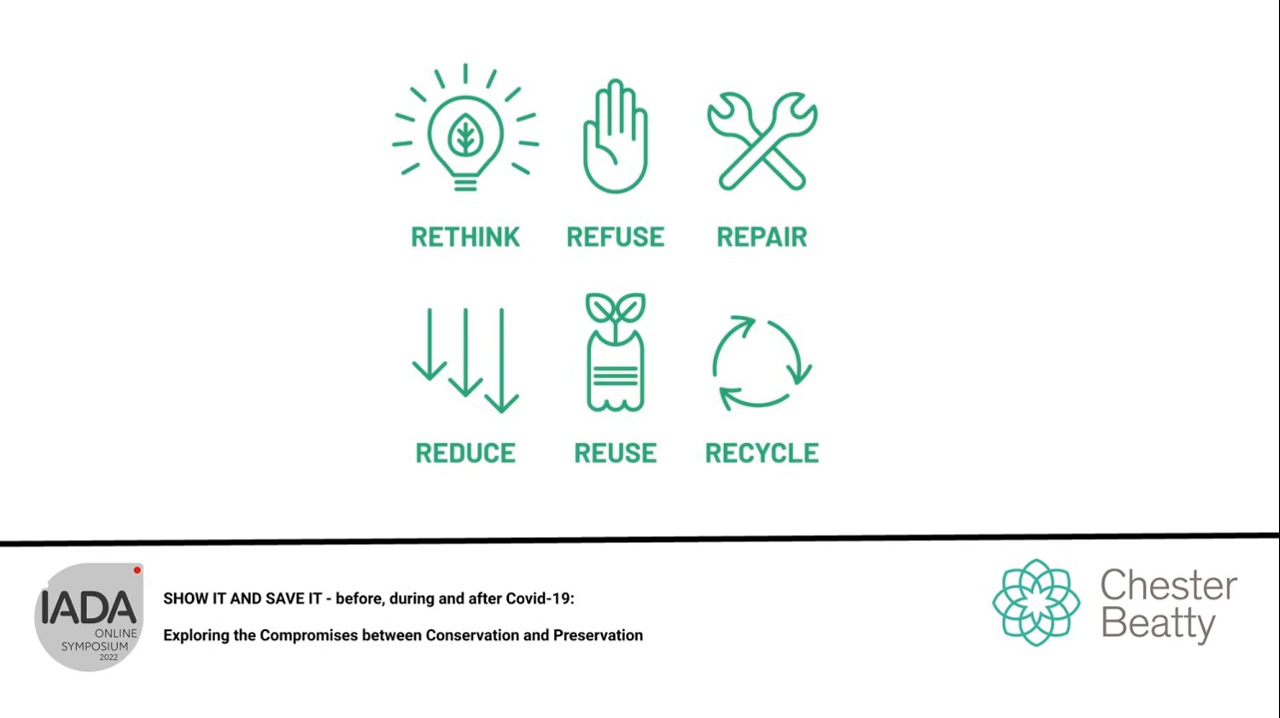 RETHINK REFUSE REPAIR
REDUCE REUSE RECYCLE
IADA
ONLINE
SYMPOSIUM
2022
SHOW IT AND SAVE IT - before, during and after Covid-19:
Exploring the Compromises between Conservation and Preservation
Chester
Beatty